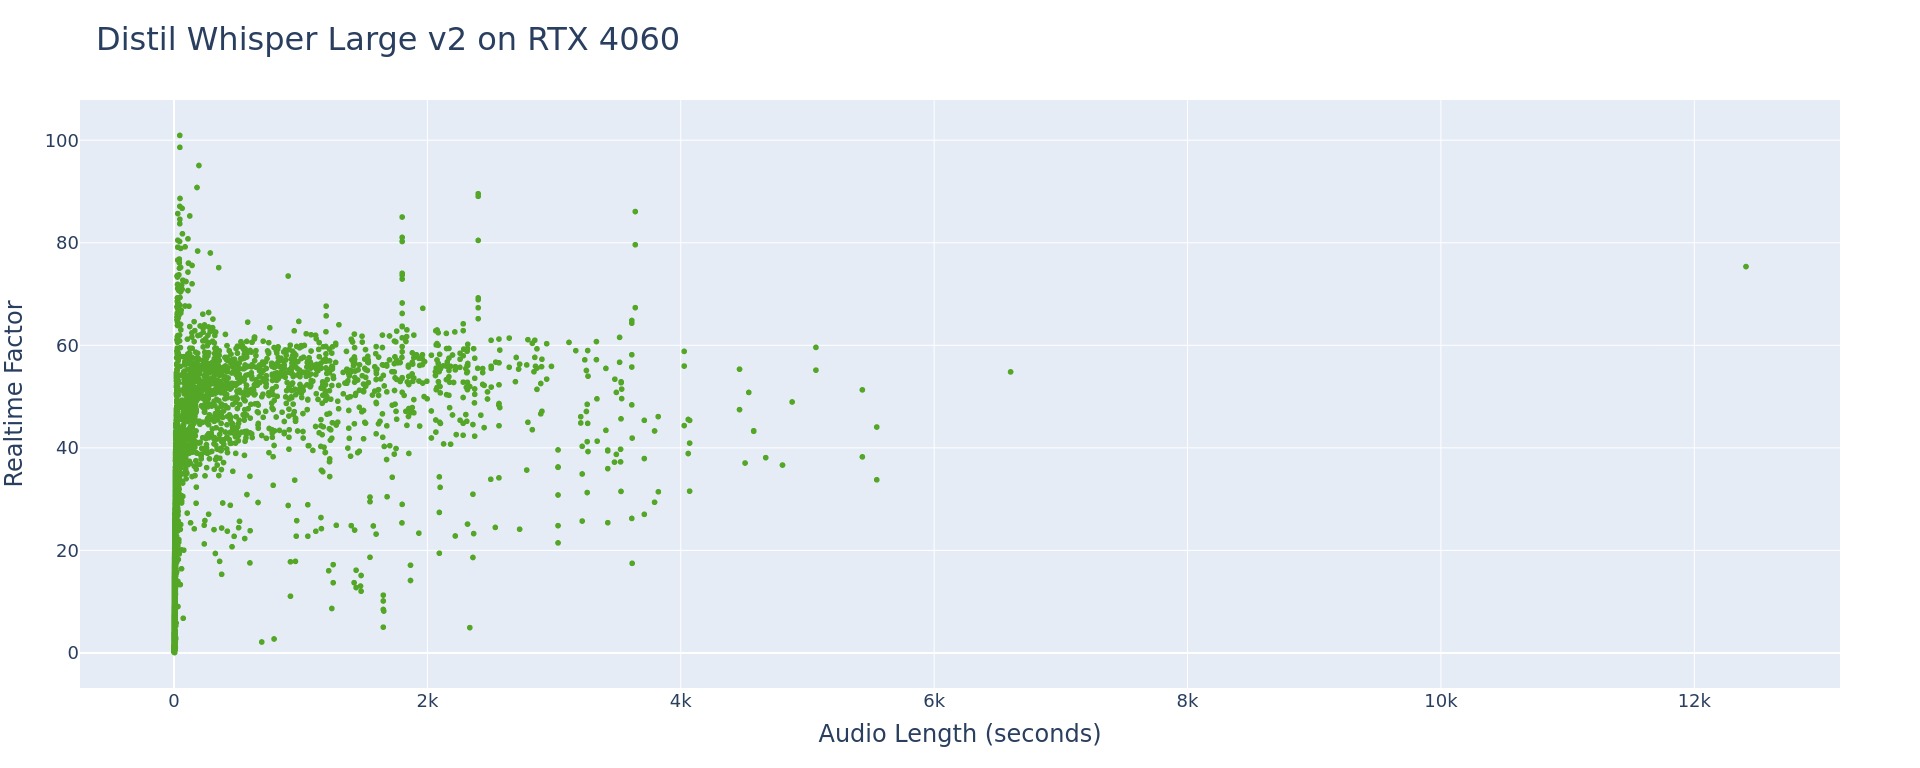 Distil Whisper Large v2 on RTX 4060
Realtime Factor
100
80
60
40
20
0
0 2k 4k 6k 8k 10k 12k
Audio Length (seconds)